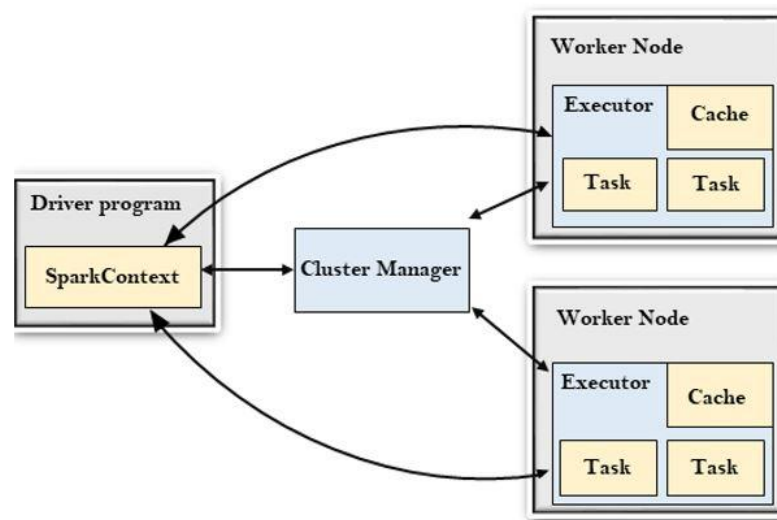 Worker Node
Executor
Cache
Task
Task
Driver program
SparkContext
Cluster Manager
Worker Node
Executor
Cache
Task
Task